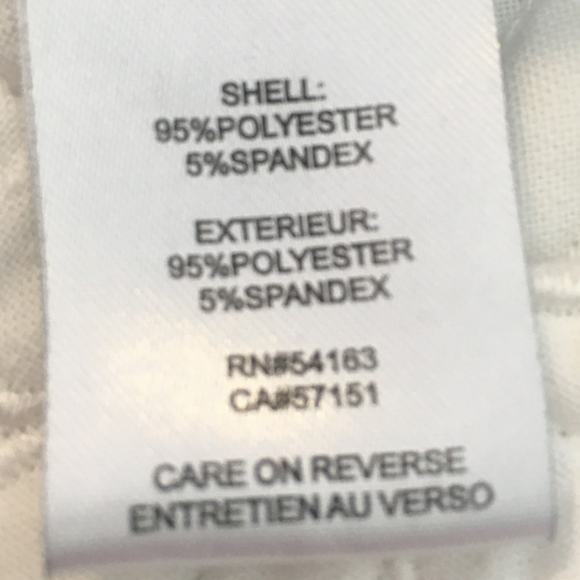 SHELL:
95%POLYESTER
5%SPANDEX
EXTERIEUR:
95%POLYESTER
5%SPANDEX
RN#54163
CA#57151
CARE ON REVERSE
ENTRETIEN AU VERSO